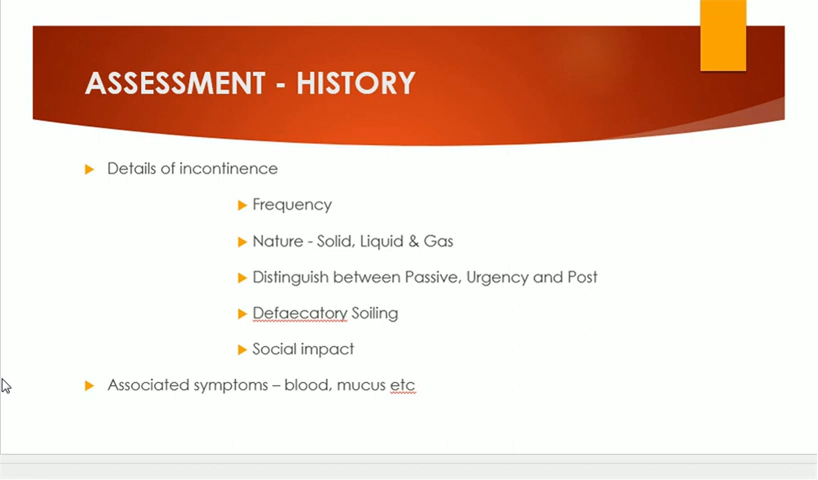 ASSESSMENT - HISTORY
Details of incontinence
Frequency
Nature - Solid, Liquid & Gas
Distinguish between Passive, Urgency and Post
Defaecatory Soiling
Social impact
Associated symptoms – blood, mucus etc